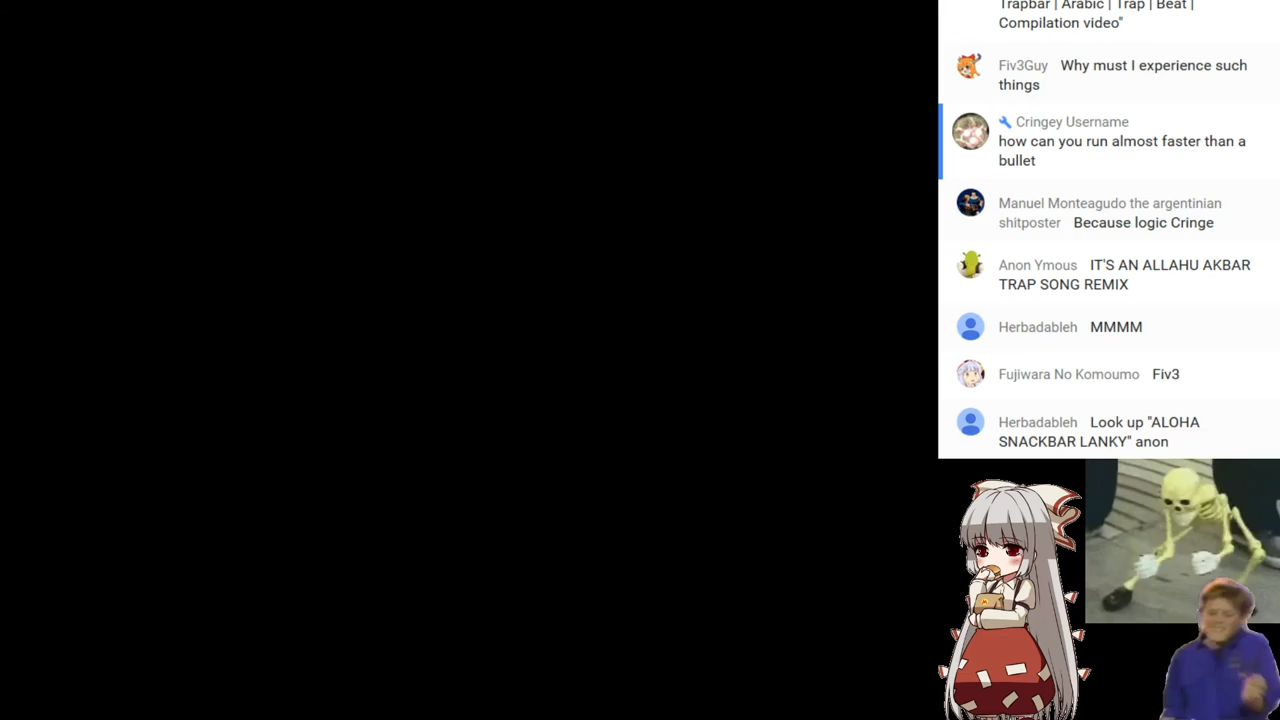 Trapbar | Arabic | Trap | Beat |
Compilation video"
Fiv3Guy Why must I experience such
things
Cringey Username
how can you run almost faster than a
bullet
Manuel Monteagudo the argentinian
shitposter Because logic Cringe
Anon Ymous IT'S AN ALLAHU AKBAR
TRAP SONG REMIX
Herbadableh MMMM
Fujiwara No Komoumo Fiv3
Herbadableh Look up "ALOHA
SNACKBAR LANKY" anon